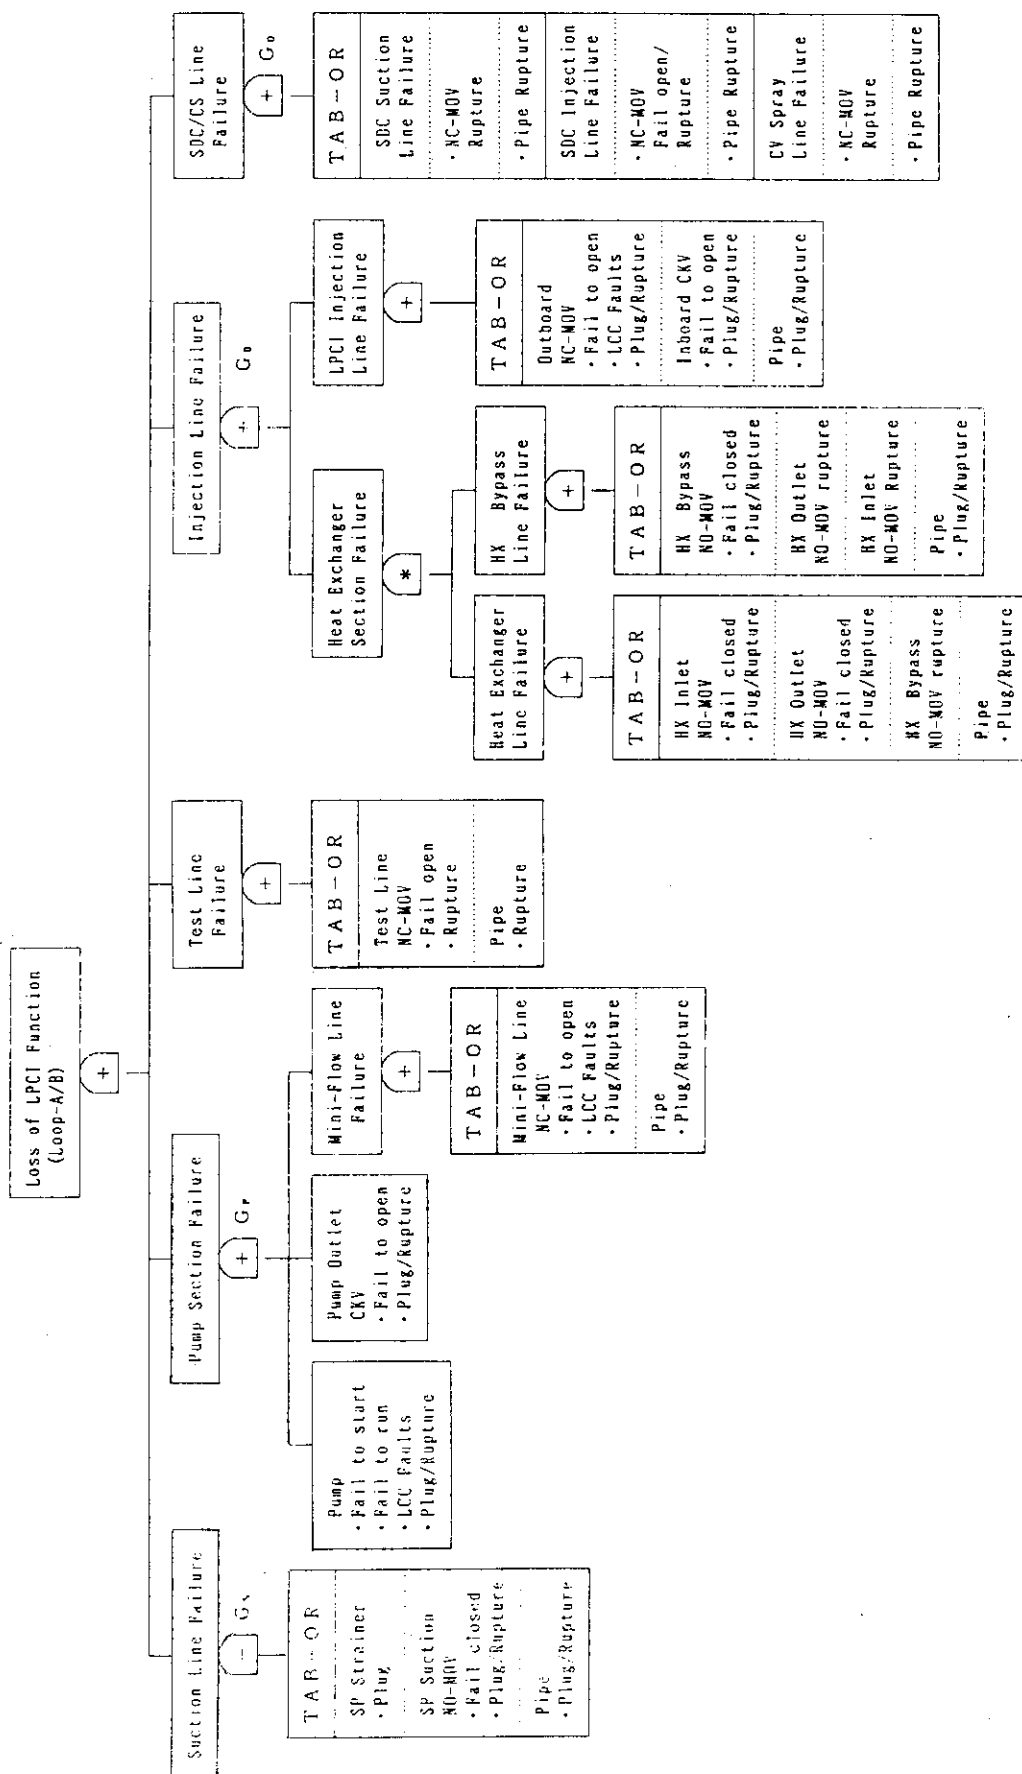 Loss of LPCI Function
(Loop-A/B)
+
Suction Line Failure
Pump Section Failure
+
G P
Test Line
Failure
+
Injection Line Failure
+
SDC/CS Line
Failure
+
TAB-OR
SP Strainer
・Plug
SP Suction
NO-MOV
・Fail closed
・Plug/Rupture
Pipe
・Plug/Rupture
Pump
・Fail to start
・Fail to run
・LCC Faults
・Plug/Rupture
Pump Outlet
CKV
・Fail to open
・Plug/Rupture
Mini-Flow Line
Failure
+
TAB-OR
Mini-Flow Line
NC-MOV
・Fail to open
・LCC Faults
・Plug/Rupture
Pipe
・Plug/Rupture
TAB-OR
Test Line
NC-MOV
・Fail open
・Rupture
Pipe
・Rupture
Heat Exchanger
Section Failure
*
Heat Exchanger
Line Failure
+
TAB-OR
HX Inlet
NO-MOV
・Fail closed
・Plug/Rupture
HX Outlet
NO-MOV
・Fail closed
・Plug/Rupture
HX Bypass
NO-MOV rupture
Pipe
・Plug/Rupture
HX Bypass
Line Failure
+
TAB-OR
HX Bypass
NO-MOV
・Fail closed
・Plug/Rupture
HX Outlet
NO-MOV rupture
HX Inlet
NO-MOV Rupture
Pipe
・Plug/Rupture
LPCI Injection
Line Failure
+
TAB-OR
Outboard
NC-MOV
・Fail to open
・LCC Faults
・Plug/Rupture
Inboard CKV
・Fail to open
・Plug/Rupture
Pipe
・Plug/Rupture
TAB-OR
SDC Suction
Line Failure
・NC-MOV
Rupture
・Pipe Rupture
SDC Injection
Line Failure
・NC-MOV
Fail open/
Rupture
・Pipe Rupture
CV Spray
Line Failure
・NC-MOV
Rupture
・Pipe Rupture